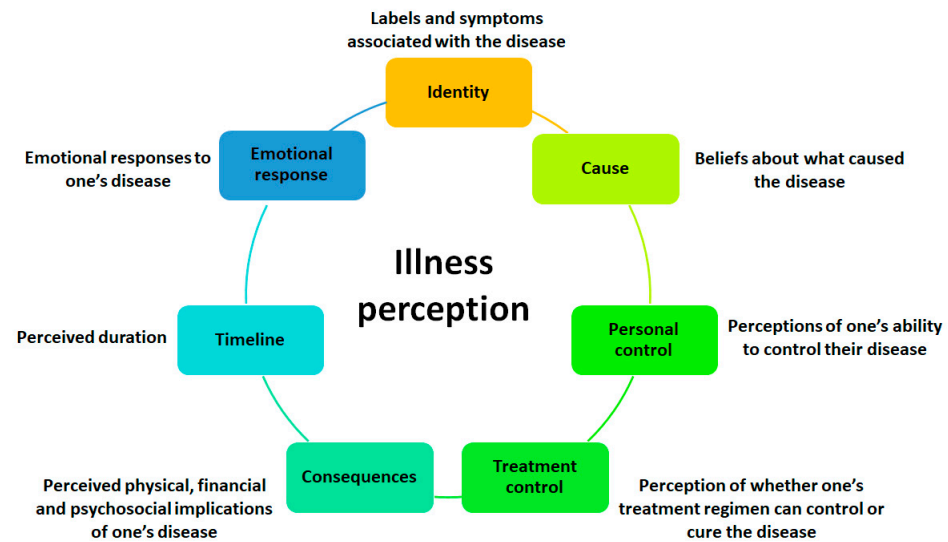 Labels and symptoms
associated with the disease
Identity
Cause
Beliefs about what caused
the disease
Personal
control
Perceptions of one’s ability
to control their disease
Treatment
control
Perception of whether one’s
treatment regimen can control or
cure the disease
Consequences
Perceived physical, financial
and psychosocial implications
of one’s disease
Timeline
Perceived duration
Emotional
response
Emotional responses to
one’s disease
Illness
perception